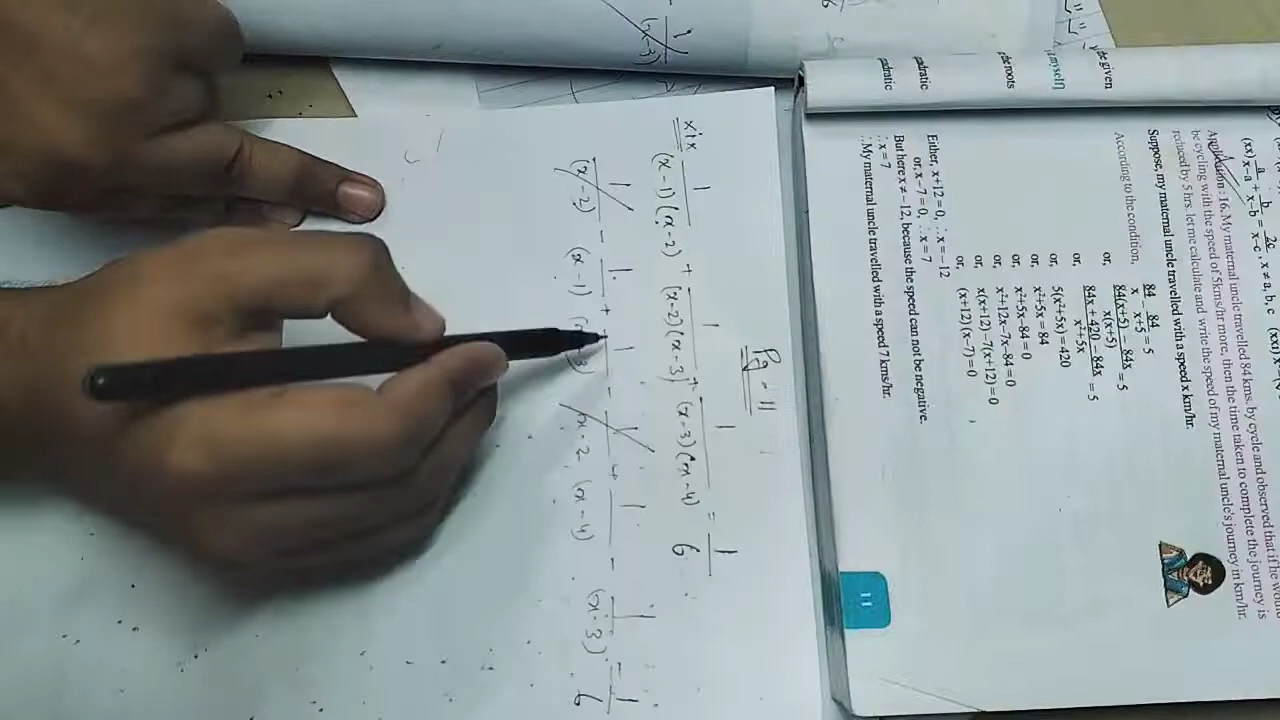 Pg - 11
xix 1/(x-1)(x-2) + 1/(x-2)(x-3) + 1/(x-3)(x-4) = 1/6
1/(x-2) - 1/(x-1) + 1/ 3) - 1/x-2 + 1/(x-4) - 1/(x-3) = 1/6
1/(x-3)
(xx) a/x-a + b/x-b = 2c/x-c, x ≠ a, b, c (xxi)
Application : 16. My maternal uncle travelled 84 kms. by cycle and observed that if he would
be cycling with the speed of 5kms/hr more, then the time taken to complete the journey is
reduced by 5 hrs. let me calculate and write the speed of my maternal uncle's journey in km/hr.
Suppose, my maternal uncle travelled with a speed x km/hr.
According to the condition,
84/x - 84/x+5 = 5
or, 84(x+5) - 84x/x(x+5) = 5
or, 84x + 420 - 84x/x²+5x = 5
or, 5(x²+5x) = 420
or, x²+5x = 84
or, x²+5x-84 = 0
or, x²+12x-7x-84 = 0
or, x(x+12)-7(x+12) = 0
or, (x+12)(x-7) = 0
Either, x+12 = 0, ∴ x = -12
or, x-7 = 0, ∴ x = 7
But here x ≠ -12, because the speed can not be negative.
∴ x = 7
∴ My maternal uncle travelled with a speed 7 kms/hr.
11
given
myself]
roots
adratic
adratic